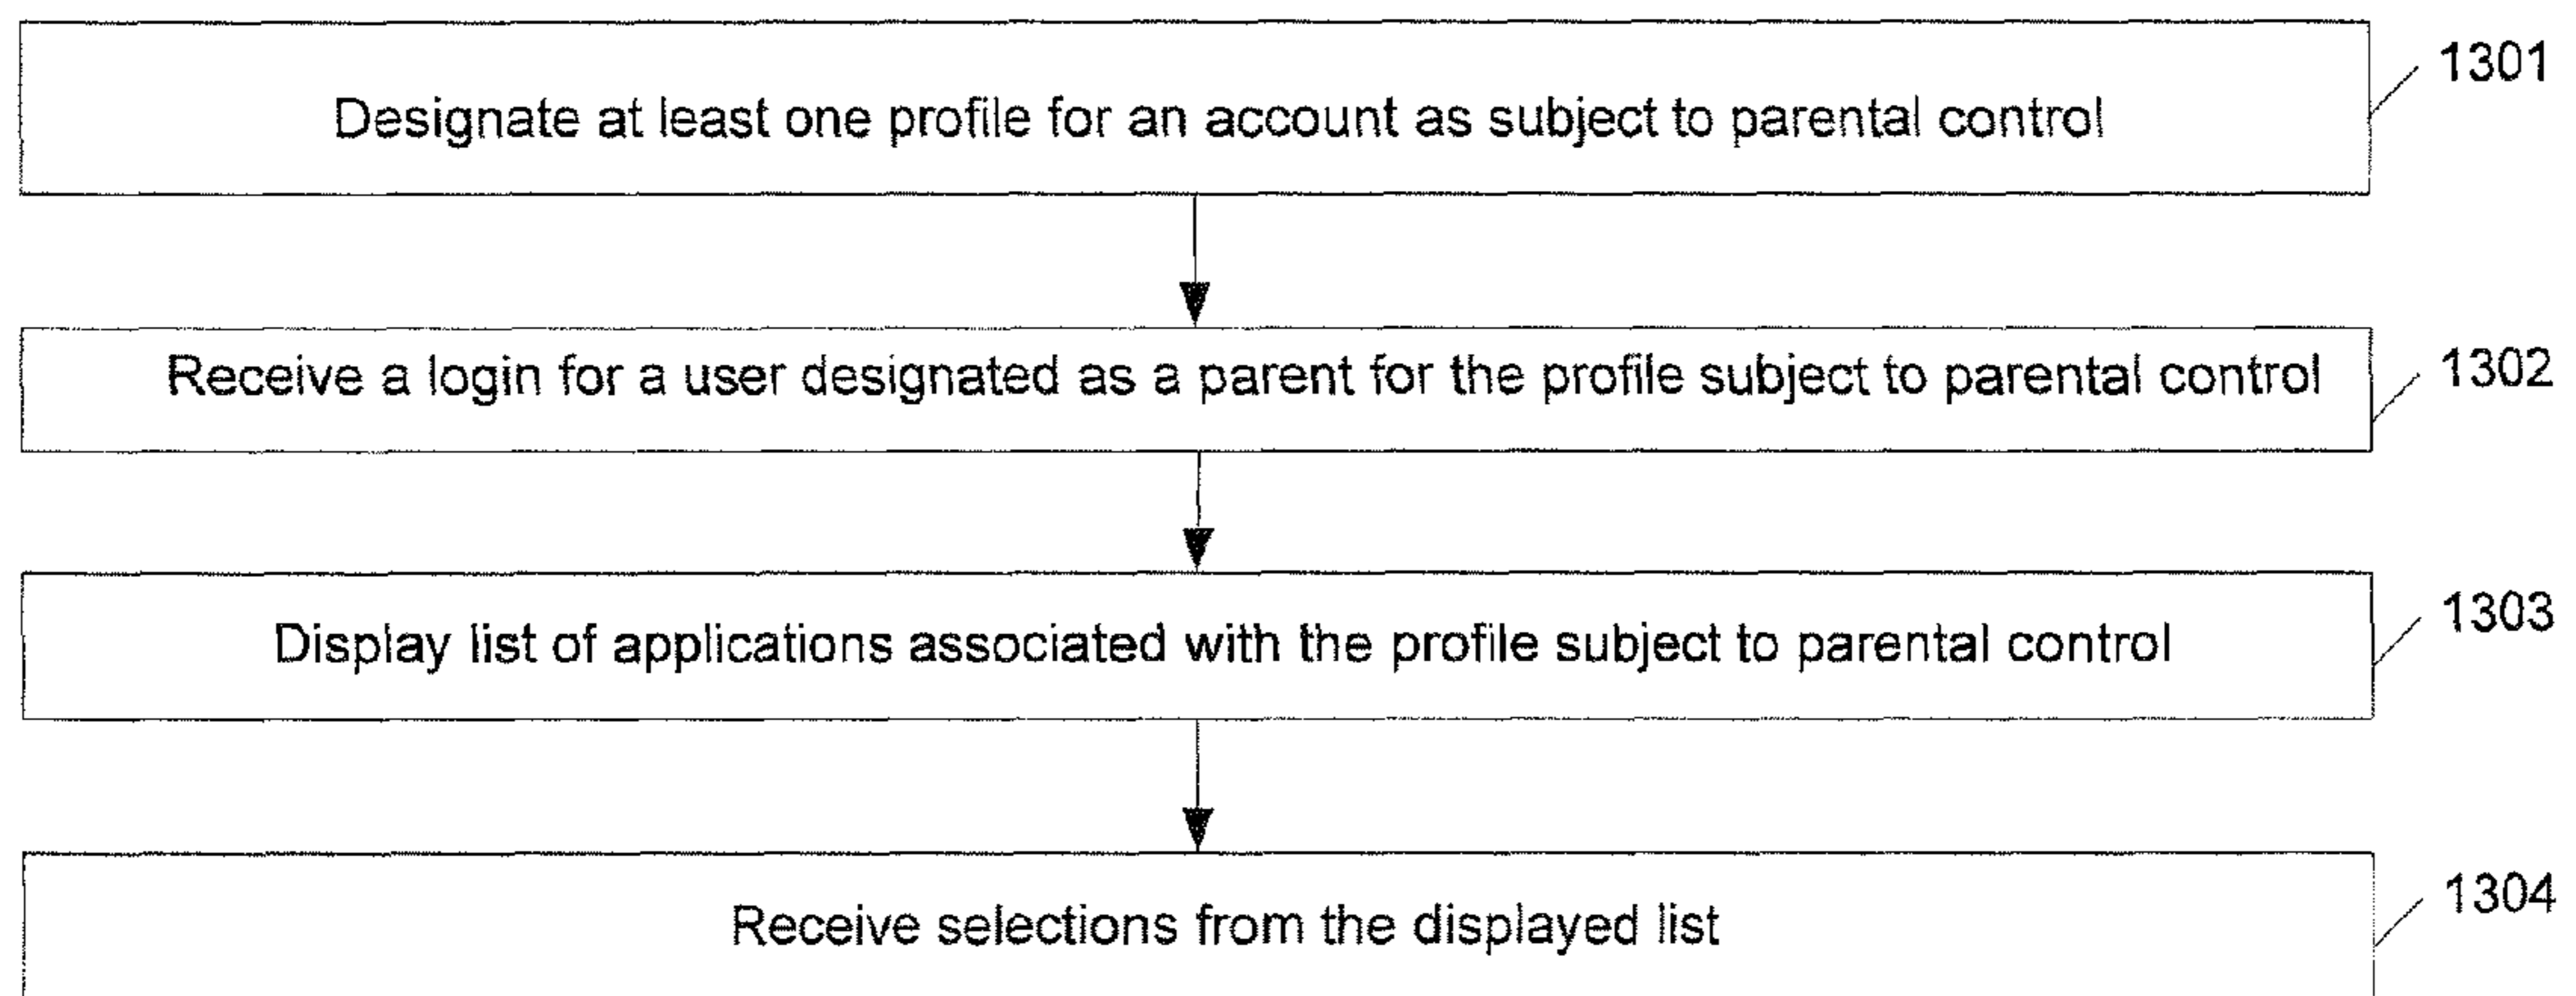 Designate at least one profile for an account as subject to parental control
1301
Receive a login for a user designated as a parent for the profile subject to parental control
1302
Display list of applications associated with the profile subject to parental control
1303
Receive selections from the displayed list
1304